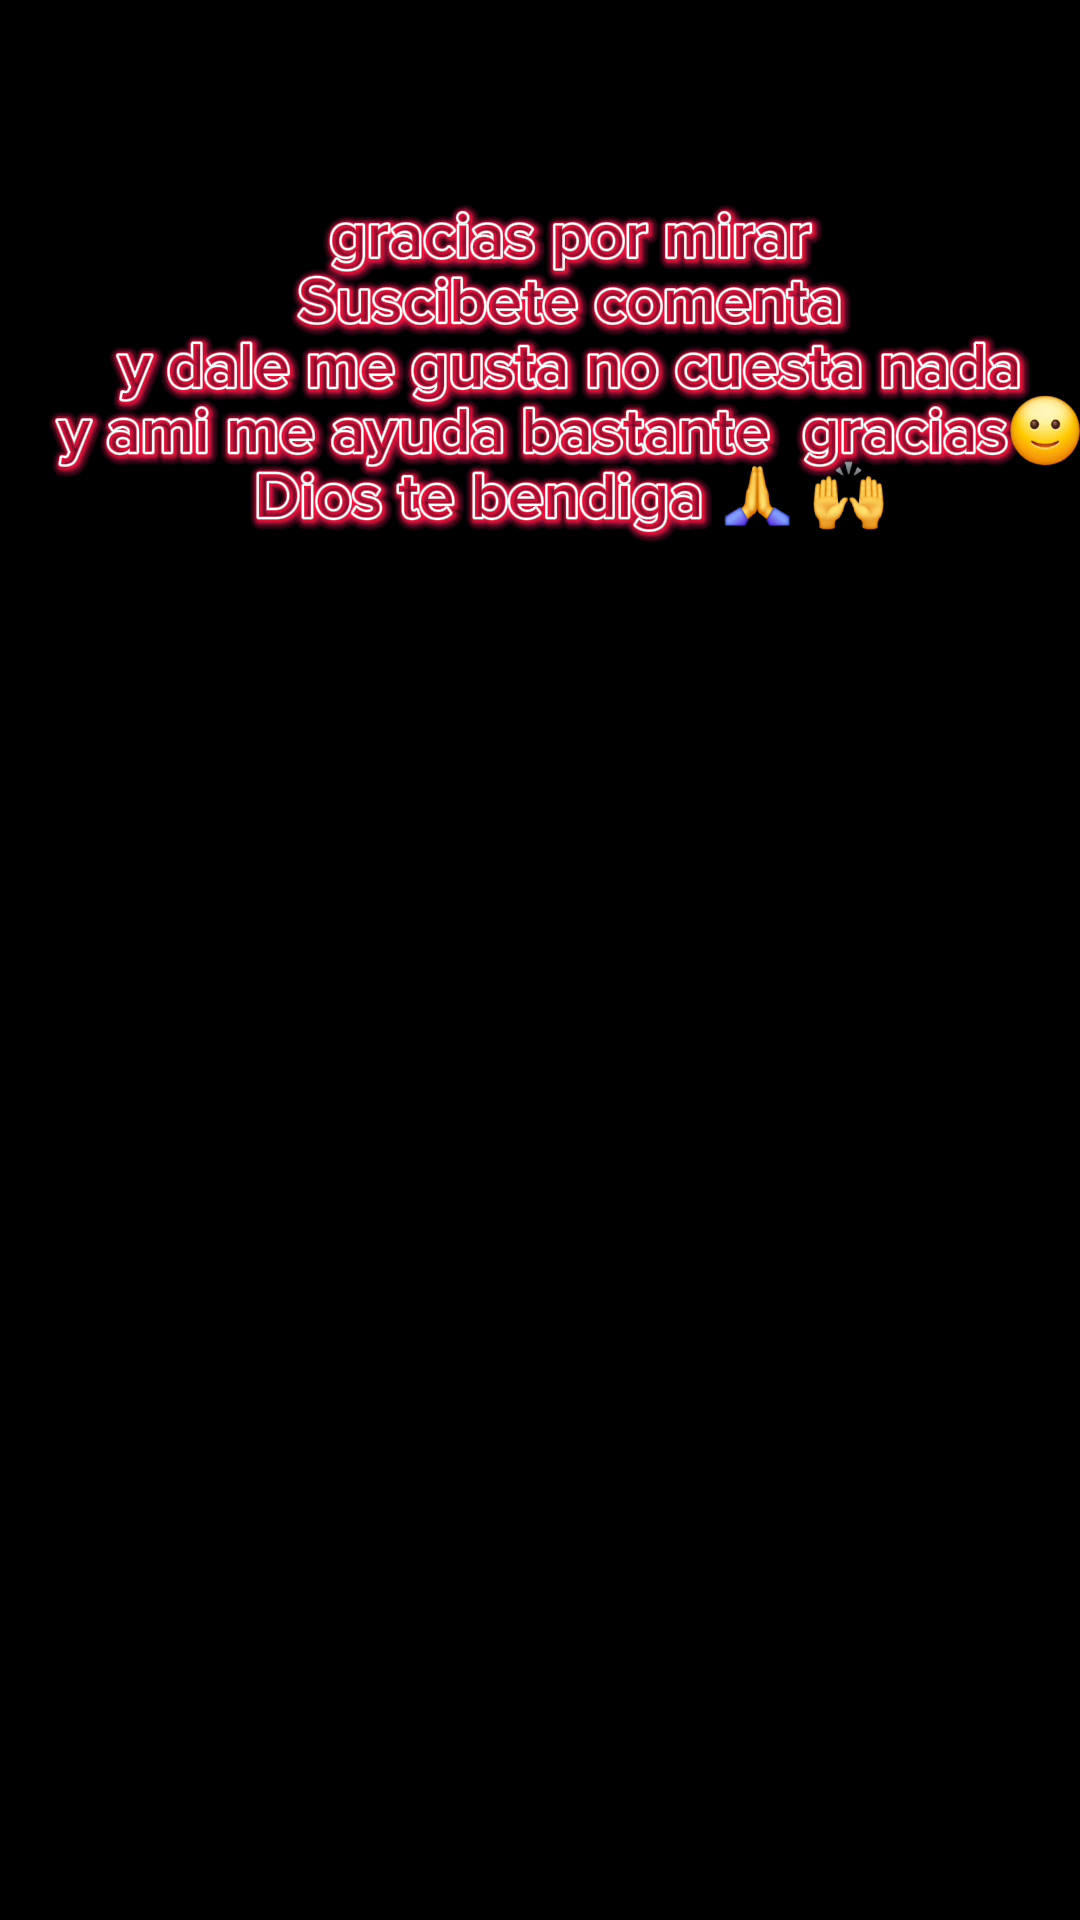 gracias por mirar
Suscibete comenta
y dale me gusta no cuesta nada
y ami me ayuda bastante  gracias🙂
Dios te bendiga 🙏 🙌